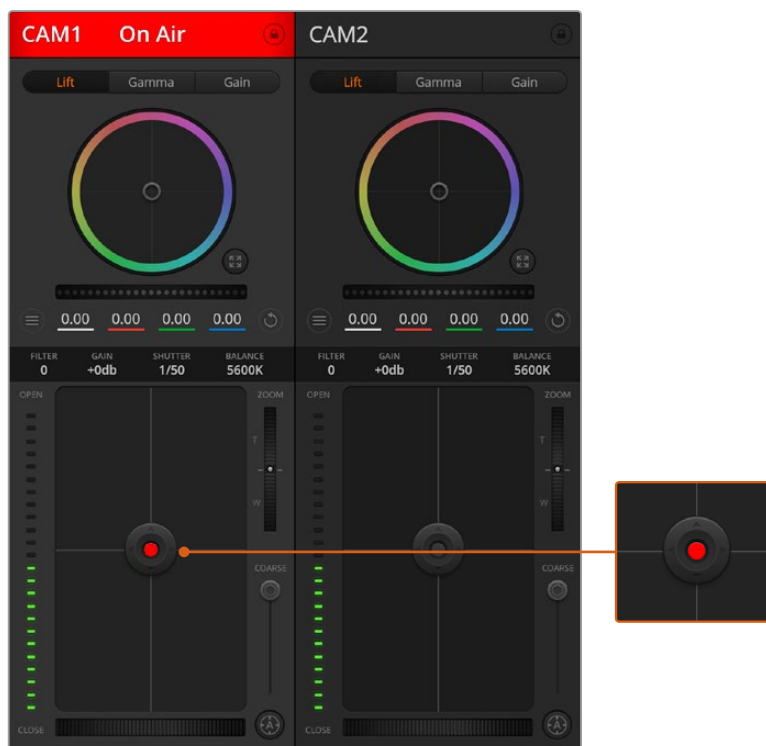 CAM1 On Air
Lift Gamma Gain
0.00 0.00 0.00 0.00
FILTER GAIN SHUTTER BALANCE
0 +0db 1/50 5600K
OPEN ZOOM
T
W
COARSE
A
CLOSE
CAM2
Lift Gamma Gain
0.00 0.00 0.00 0.00
FILTER GAIN SHUTTER BALANCE
0 +0db 1/50 5600K
OPEN ZOOM
T
W
COARSE
A
CLOSE